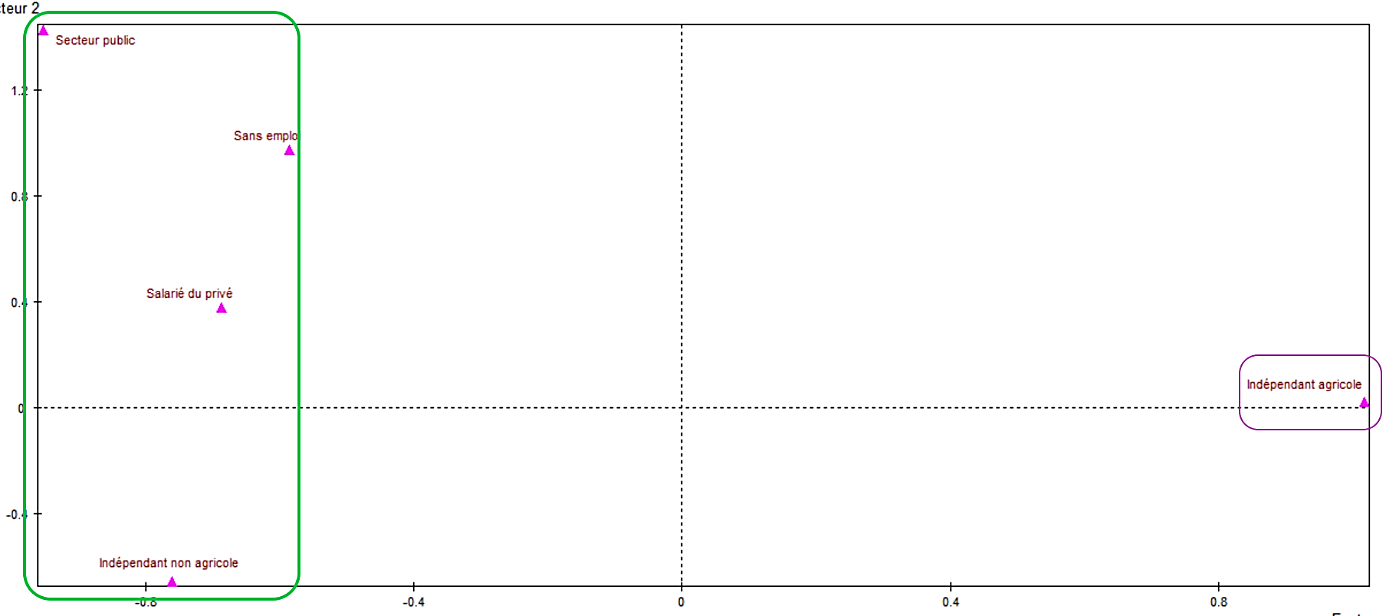 cteur 2
Secteur public
1.2
Sans emplo
0.8
Salarié du privé
0.4
Indépendant agricole
0
-0.4
Indépendant non agricole
-0.8
-0.4
0
0.4
0.8